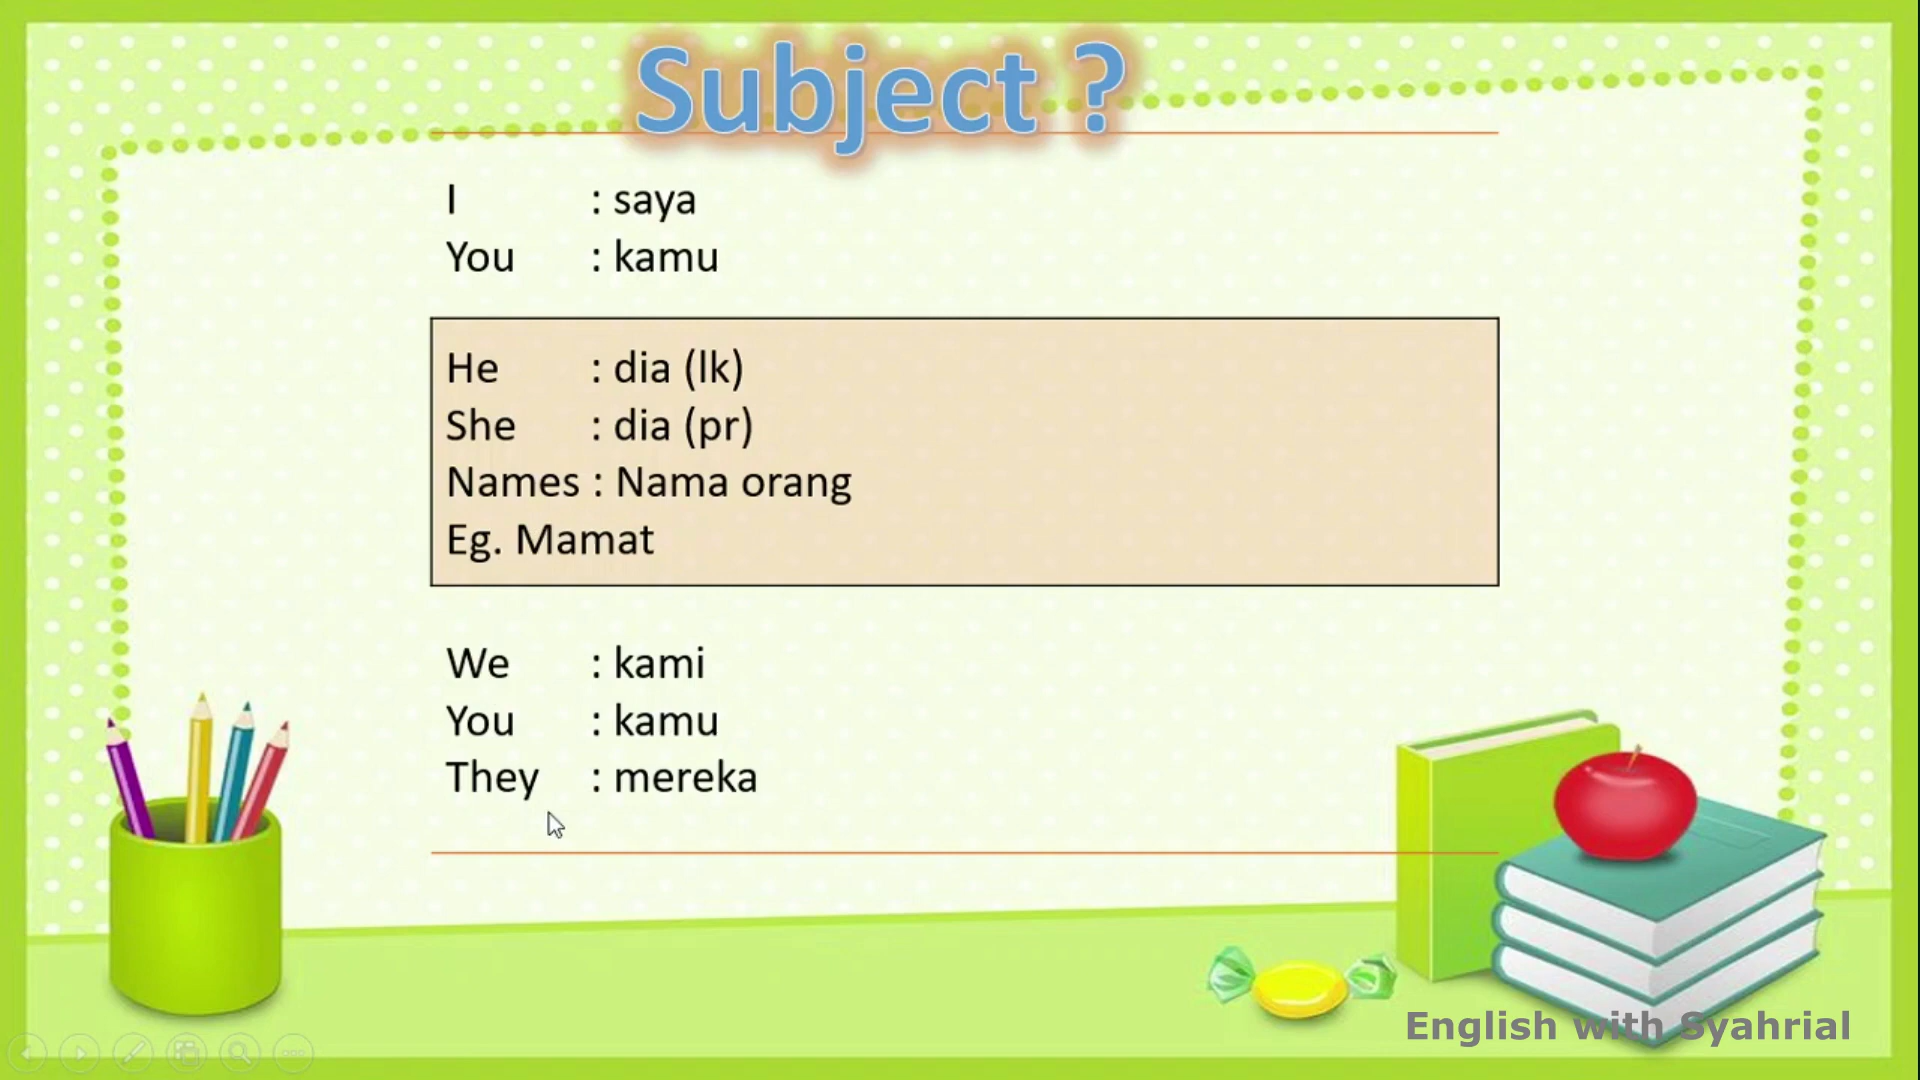 Subject ?
I : saya
You : kamu
He : dia (lk)
She : dia (pr)
Names : Nama orang
Eg. Mamat
We : kami
You : kamu
They : mereka
English with Syahrial